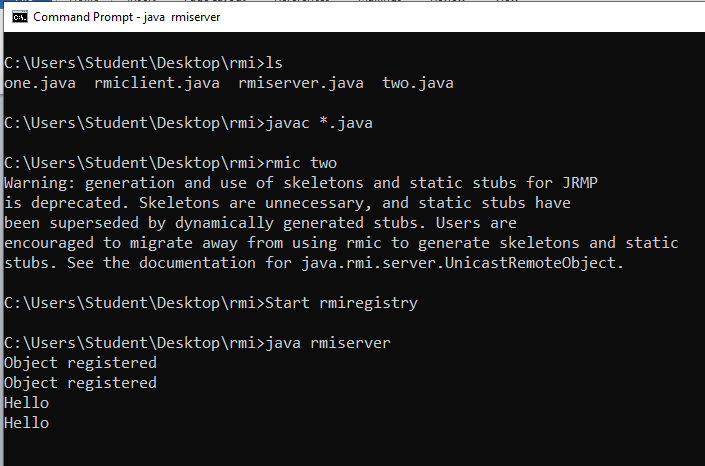 Command Prompt - java rmiserver
C:\Users\Student\Desktop\rmi>ls
one.java  rmiclient.java  rmiserver.java  two.java
C:\Users\Student\Desktop\rmi>javac *.java
C:\Users\Student\Desktop\rmi>rmic two
Warning: generation and use of skeletons and static stubs for JRMP
is deprecated. Skeletons are unnecessary, and static stubs have
been superseded by dynamically generated stubs. Users are
encouraged to migrate away from using rmic to generate skeletons and static
stubs. See the documentation for java.rmi.server.UnicastRemoteObject.
C:\Users\Student\Desktop\rmi>Start rmiregistry
C:\Users\Student\Desktop\rmi>java rmiserver
Object registered
Object registered
Hello
Hello